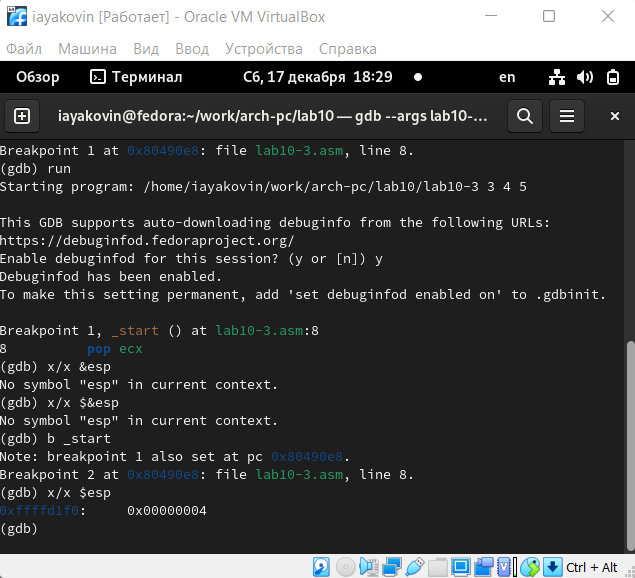 iayakovin [Работает] - Oracle VM VirtualBox
Файл Машина Вид Ввод Устройства Справка
Обзор Терминал Сб, 17 декабря 18:29 en
iayakovin@fedora:~/work/arch-pc/lab10 — gdb --args lab10-...
Breakpoint 1 at 0x80490e8: file lab10-3.asm, line 8.
(gdb) run
Starting program: /home/iayakovin/work/arch-pc/lab10/lab10-3 3 4 5
This GDB supports auto-downloading debuginfo from the following URLs:
https://debuginfod.fedoraproject.org/
Enable debuginfod for this session? (y or [n]) y
Debuginfod has been enabled.
To make this setting permanent, add 'set debuginfod enabled on' to .gdbinit.
Breakpoint 1, _start () at lab10-3.asm:8
8 pop ecx
(gdb) x/x &esp
No symbol "esp" in current context.
(gdb) x/x $&esp
No symbol "esp" in current context.
(gdb) b _start
Note: breakpoint 1 also set at pc 0x80490e8.
Breakpoint 2 at 0x80490e8: file lab10-3.asm, line 8.
(gdb) x/x $esp
0xffffd1f0: 0x00000004
(gdb)
Ctrl + Alt